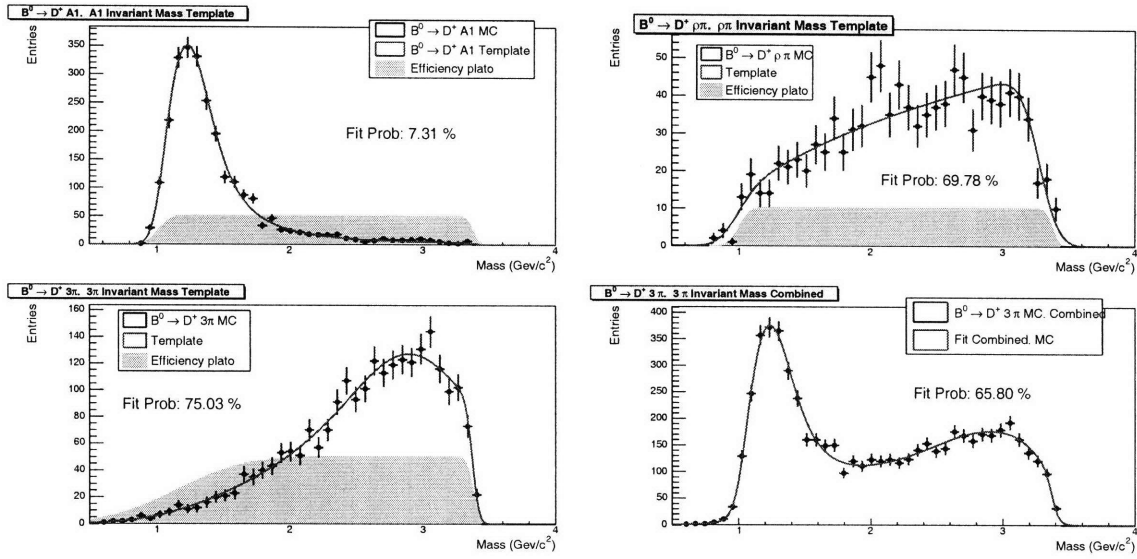 B⁰ → D⁺ A1. A1 Invariant Mass Template
Entries
350
300
250
200
150
100
50
0
B⁰ → D⁺ A1 MC
B⁰ → D⁺ A1 Template
Efficiency plato
Fit Prob: 7.31 %
1 2 3 4
Mass (Gev/c²)
B⁰ → D⁺ ρπ. ρπ Invariant Mass Template
Entries
50
40
30
20
10
0
B⁰ → D⁺ ρ π MC
Template
Efficiency plato
Fit Prob: 69.78 %
1 2 3 4
Mass (Gev/c²)
B⁰ → D⁺ 3π. 3π Invariant Mass Template
Entries
160
140
120
100
80
60
40
20
0
B⁰ → D⁺ 3π MC
Template
Efficiency plato
Fit Prob: 75.03 %
1 2 3 4
Mass (Gev/c²)
B⁰ → D⁺ 3 π. 3 π Invariant Mass Combined
Entries
400
350
300
250
200
150
100
50
0
B⁰ → D⁺ 3 π MC. Combined
Fit Combined. MC
Fit Prob: 65.80 %
1 2 3 4
Mass (Gev/c²)